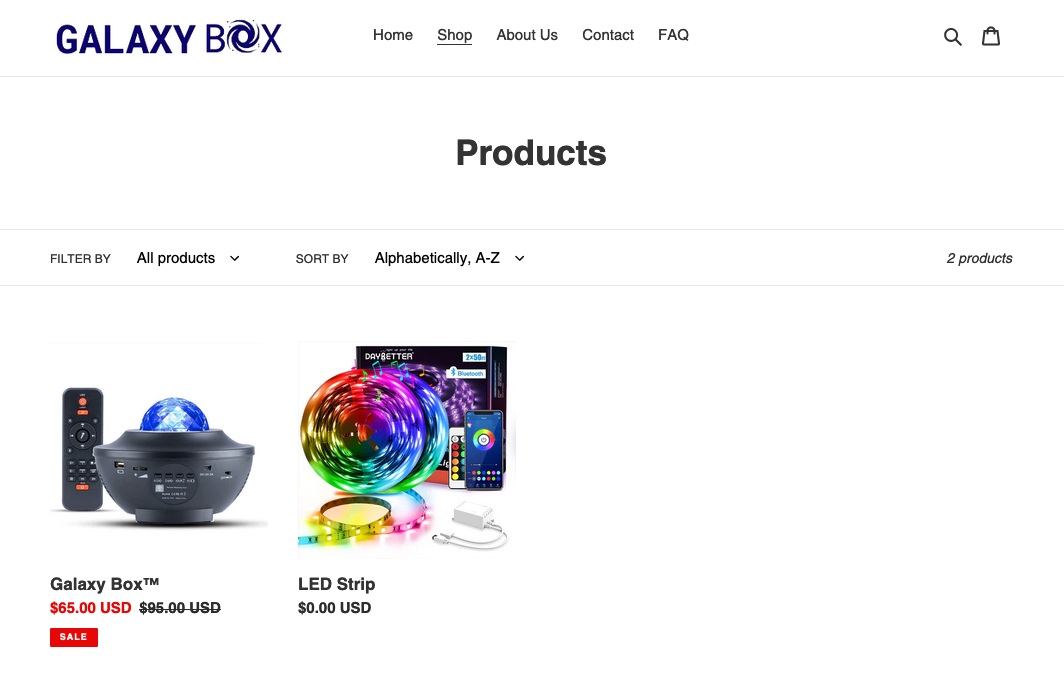 GALAXY BOX
Home Shop About Us Contact FAQ
Products
FILTER BY All products SORT BY Alphabetically, A-Z 2 products
DAYBETTER
2×50ft
Bluetooth
Galaxy Box™
$65.00 USD $95.00 USD
SALE
LED Strip
$0.00 USD